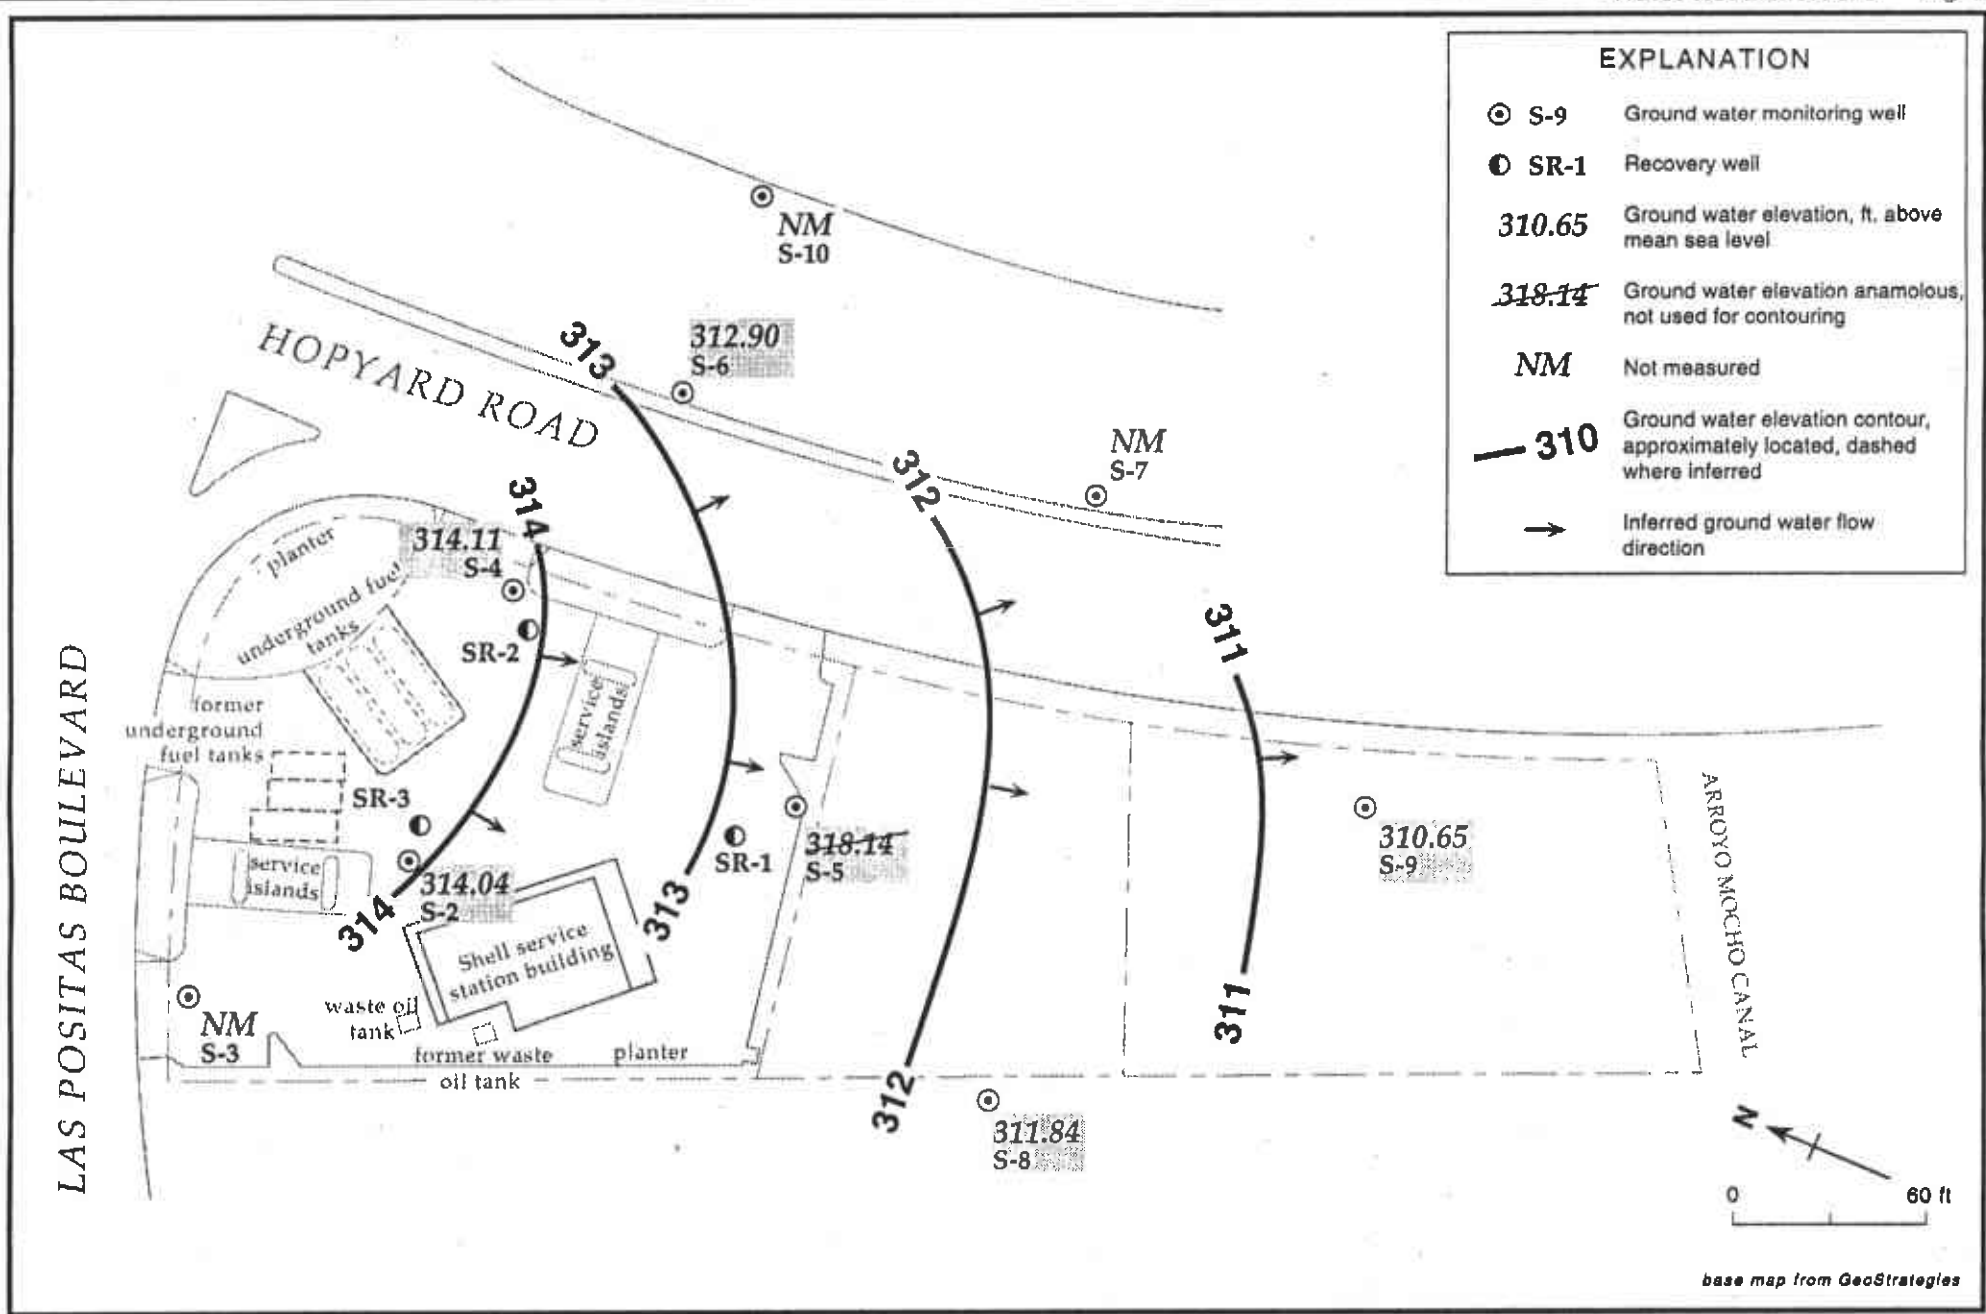 EXPLANATION
S-9 Ground water monitoring well
SR-1 Recovery well
310.65 Ground water elevation, ft. above
mean sea level
318.14 Ground water elevation anamolous,
not used for contouring
NM Not measured
310 Ground water elevation contour,
approximately located, dashed
where inferred
Inferred ground water flow
direction
NM
S-10
HOPYARD ROAD
313
312.90
S-6
312
NM
S-7
314
314.11
S-4
planter
underground fuel
tanks
SR-2
service
islands
311
former
underground
fuel tanks
SR-3
service
islands
314.04
S-2
314
313
SR-1
318.14
S-5
310.65
S-9
ARROYO MOCHO CANAL
LAS POSITAS BOULEVARD
Shell service
station building
waste oil
tank
NM
S-3
former waste
oil tank
planter
312
311
311.84
S-8
N
0 60 ft
base map from GeoStrategies